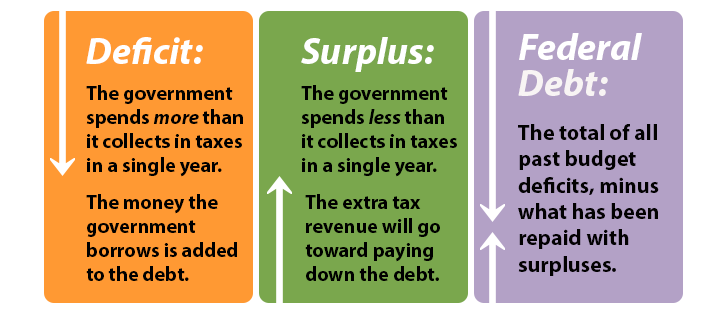 Deficit:
The government
spends more than
it collects in taxes
in a single year.
The money the
government
borrows is added
to the debt.
Surplus:
The government
spends less than
it collects in taxes
in a single year.
The extra tax
revenue will go
toward paying
down the debt.
Federal
Debt:
The total of all
past budget
deficits, minus
what has been
repaid with
surpluses.